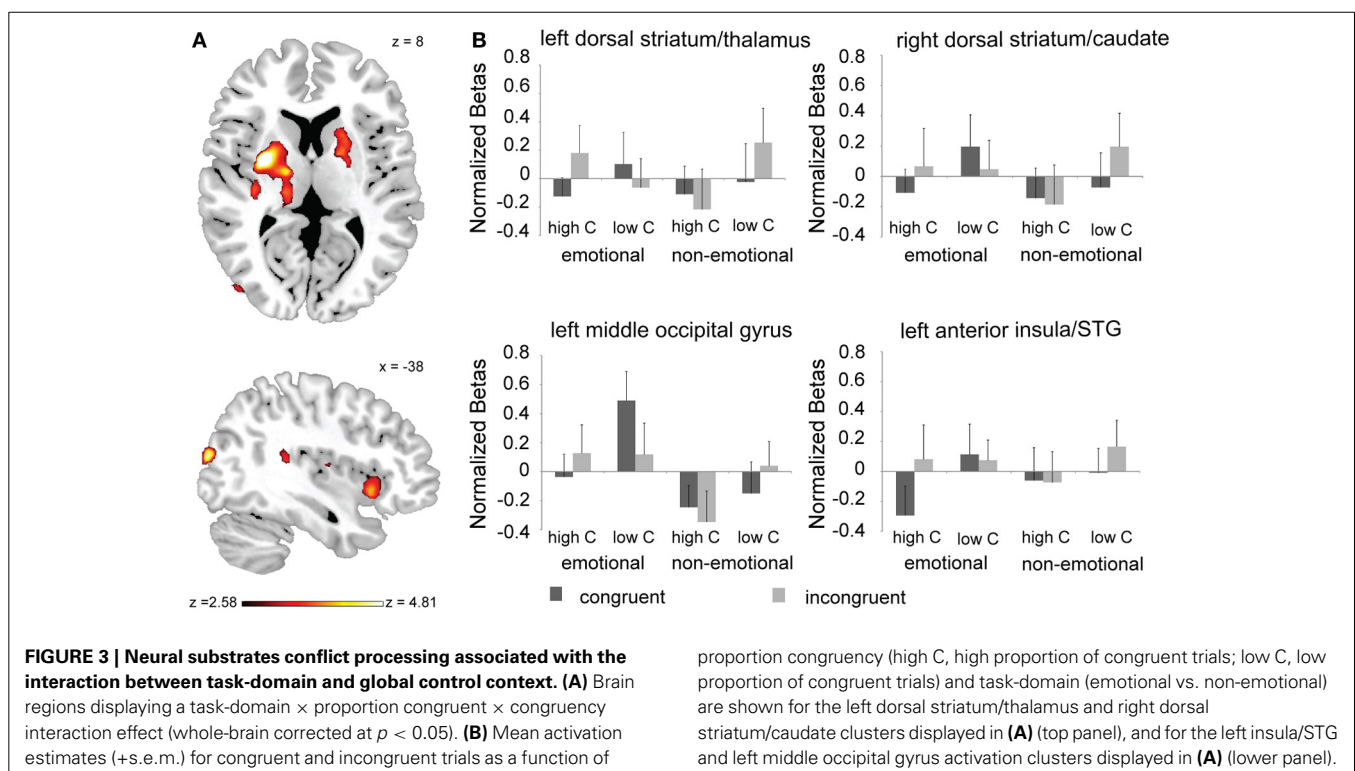 A
z = 8
x = -38
z =2.58
z = 4.81
B
left dorsal striatum/thalamus
Normalized Betas
0.8
0.6
0.4
0.2
0
-0.2
-0.4
high C
low C
high C
low C
emotional
non-emotional
right dorsal striatum/caudate
Normalized Betas
0.8
0.6
0.4
0.2
0
-0.2
-0.4
high C
low C
high C
low C
emotional
non-emotional
left middle occipital gyrus
Normalized Betas
0.8
0.6
0.4
0.2
0
-0.2
-0.4
high C
low C
high C
low C
emotional
non-emotional
left anterior insula/STG
Normalized Betas
0.8
0.6
0.4
0.2
0
-0.2
-0.4
high C
low C
high C
low C
emotional
non-emotional
congruent
incongruent
FIGURE 3 | Neural substrates conflict processing associated with the
interaction between task-domain and global control context. (A) Brain
regions displaying a task-domain × proportion congruent × congruency
interaction effect (whole-brain corrected at p < 0.05). (B) Mean activation
estimates (+s.e.m.) for congruent and incongruent trials as a function of
proportion congruency (high C, high proportion of congruent trials; low C, low
proportion of congruent trials) and task-domain (emotional vs. non-emotional)
are shown for the left dorsal striatum/thalamus and right dorsal
striatum/caudate clusters displayed in (A) (top panel), and for the left insula/STG
and left middle occipital gyrus activation clusters displayed in (A) (lower panel).